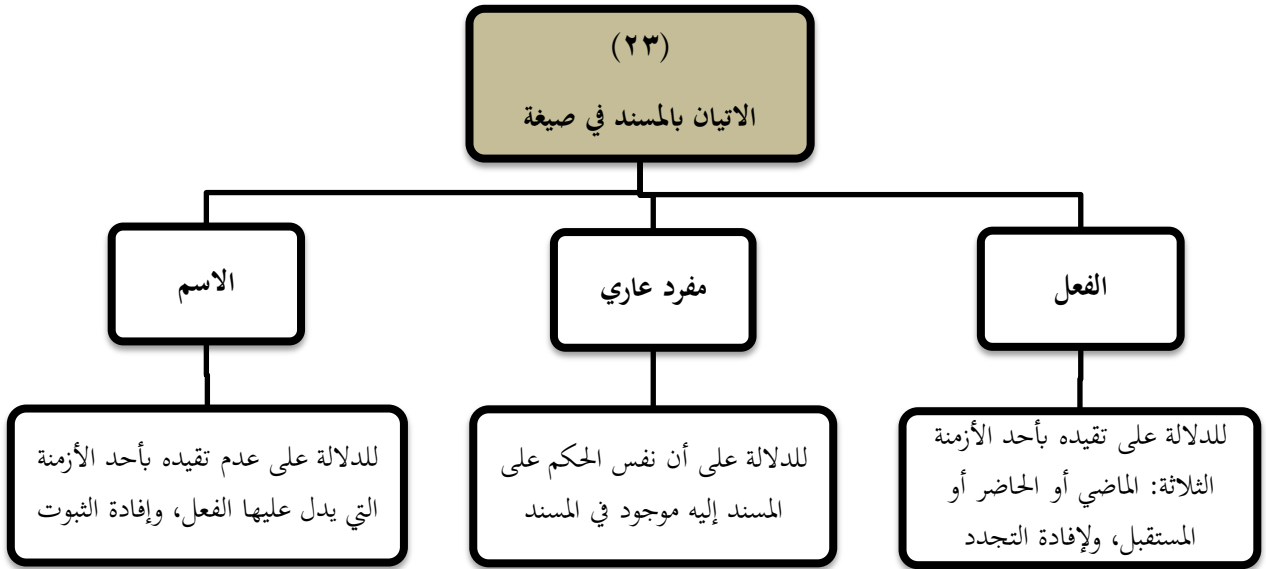 (٢٣)
الاتيان بالمسند في صيغة
الفعل
مفرد عاري
الاسم
للدلالة على تقيده بأحد الأزمنة
الثلاثة: الماضي أو الحاضر أو
المستقبل، ولإفادة التجدد
للدلالة على أن نفس الحكم على
المسند إليه موجود في المسند
للدلالة على عدم تقيده بأحد الأزمنة
التي يدل عليها الفعل، وإفادة الثبوت